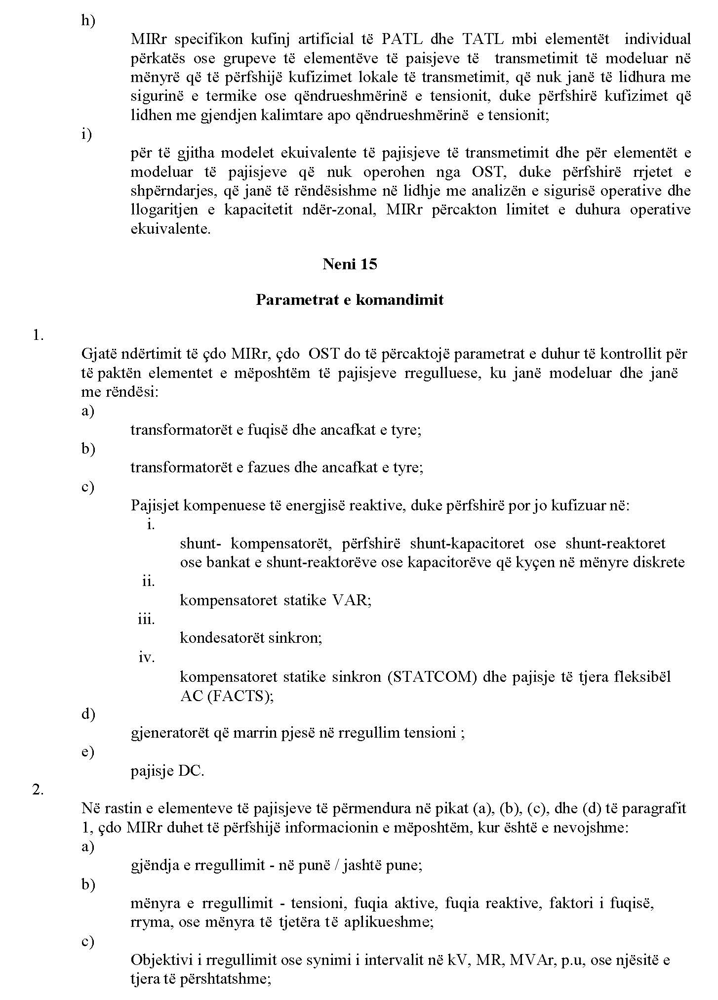 h)
MIRr specifikon kufinj artificial të PATL dhe TATL mbi elementët individual
përkatës ose grupeve të elementëve të paisjeve të transmetimit të modeluar në
mënyrë që të përfshijë kufizimet lokale të transmetimit, që nuk janë të lidhura me
sigurinë e termike ose qëndrueshmërinë e tensionit, duke përfshirë kufizimet që
lidhen me gjendjen kalimtare apo qëndrueshmërinë e tensionit;
i)
për të gjitha modelet ekuivalente të pajisjeve të transmetimit dhe për elementët e
modeluar të pajisjeve që nuk operohen nga OST, duke përfshirë rrjetet e
shpërndarjes, që janë të rëndësishme në lidhje me analizën e sigurisë operative dhe
llogaritjen e kapacitetit ndër-zonal, MIRr përcakton limitet e duhura operative
ekuivalente.
Neni 15
Parametrat e komandimit
1.
Gjatë ndërtimit të çdo MIRr, çdo OST do të përcaktojë parametrat e duhur të kontrollit për
të paktën elementet e mëposhtëm të pajisjeve rregulluese, ku janë modeluar dhe janë
me rëndësi:
a)
transformatorët e fuqisë dhe ancafkat e tyre;
b)
transformatorët e fazues dhe ancafkat e tyre;
c)
Pajisjet kompenuese të energjisë reaktive, duke përfshirë por jo kufizuar në:
i.
shunt- kompensatorët, përfshirë shunt-kapacitoret ose shunt-reaktoret
ose bankat e shunt-reaktorëve ose kapacitorëve që kyçen në mënyre diskrete
ii.
kompensatoret statike VAR;
iii.
kondesatorët sinkron;
iv.
kompensatoret statike sinkron (STATCOM) dhe pajisje të tjera fleksibël
AC (FACTS);
d)
gjeneratorët që marrin pjesë në rregullim tensioni ;
e)
pajisje DC.
2.
Në rastin e elementeve të pajisjeve të përmendura në pikat (a), (b), (c), dhe (d) të paragrafit
1, çdo MIRr duhet të përfshijë informacionin e mëposhtëm, kur është e nevojshme:
a)
gjëndja e rregullimit - në punë / jashtë pune;
b)
mënyra e rregullimit - tensioni, fuqia aktive, fuqia reaktive, faktori i fuqisë,
rryma, ose mënyra të tjetëra të aplikueshme;
c)
Objektivi i rregullimit ose synimi i intervalit në kV, MR, MVAr, p.u, ose njësitë e
tjera të përshtatshme;